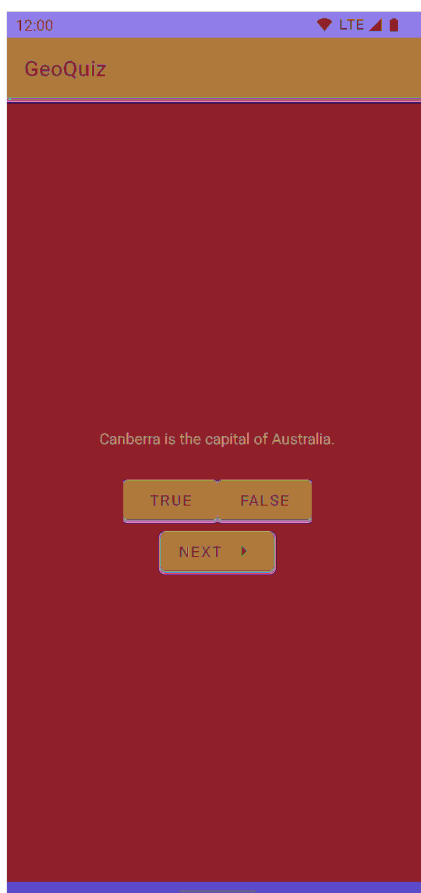 12:00 LTE
GeoQuiz
Canberra is the capital of Australia.
TRUE FALSE
NEXT